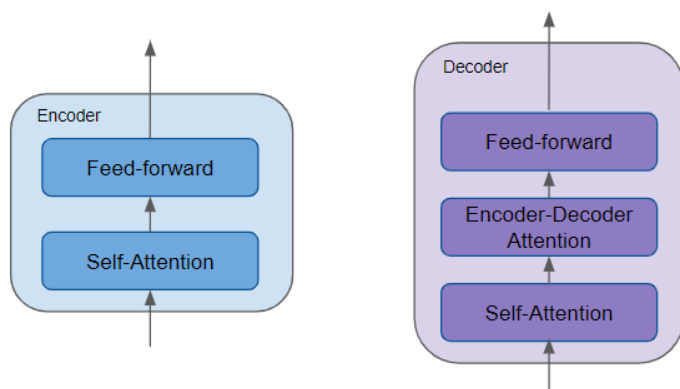 Encoder
Feed-forward
Self-Attention
Decoder
Feed-forward
Encoder-Decoder
Attention
Self-Attention